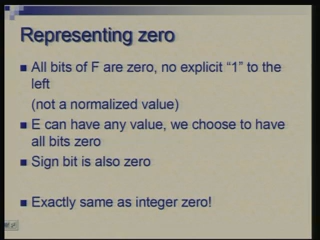 Representing zero
All bits of F are zero, no explicit “1” to the
left
(not a normalized value)
E can have any value, we choose to have
all bits zero
Sign bit is also zero
Exactly same as integer zero!